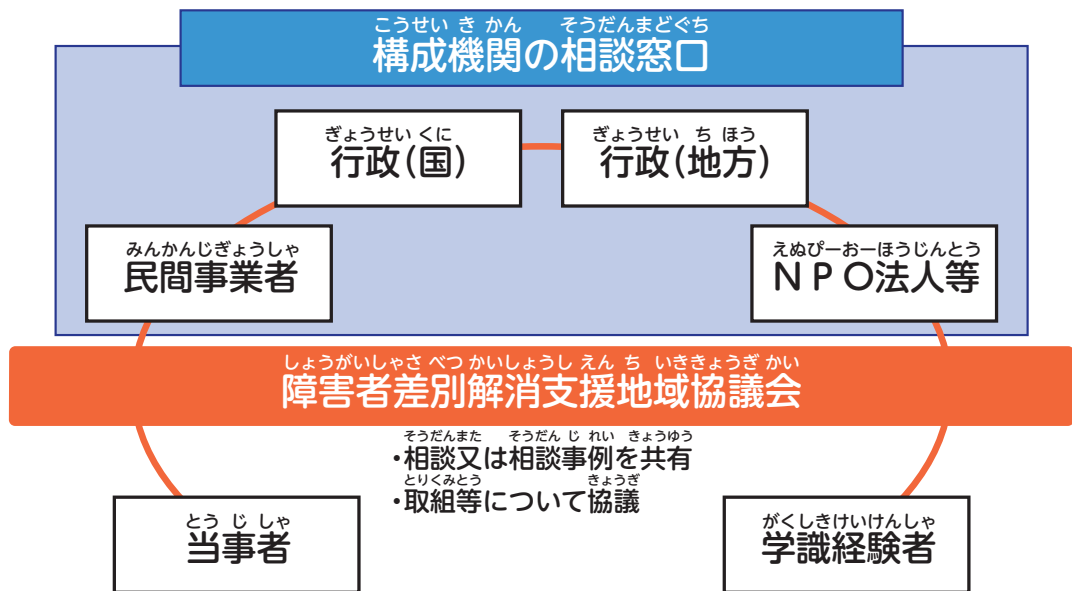 こうせいきかん そうだんまどぐち
構成機関の相談窓口
ぎょうせい くに
行政(国)
ぎょうせい ちほう
行政(地方)
みんかんじぎょうしゃ
民間事業者
えぬぴーおーほうじんとう
NPO法人等
しょうがいしゃさべつかいしょうしえんちいききょうぎかい
障害者差別解消支援地域協議会
そうだんまた そうだんじれい きょうゆう
・相談又は相談事例を共有
とりくみとう きょうぎ
・取組等について協議
とうじしゃ
当事者
がくしきけいけんしゃ
学識経験者